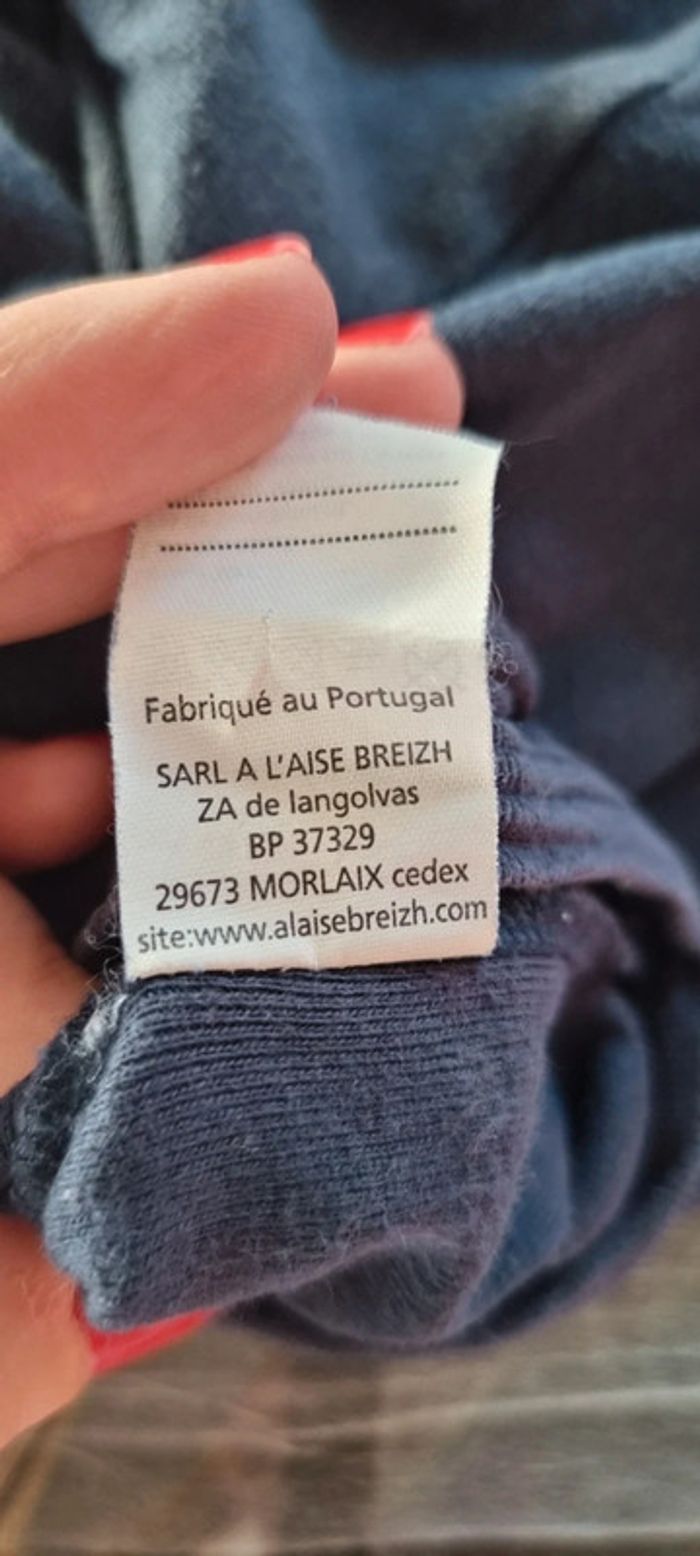 Fabriqué au Portugal
SARL A L'AISE BREIZH
ZA de langolvas
BP 37329
29673 MORLAIX cedex
site:www.alaisebreizh.com